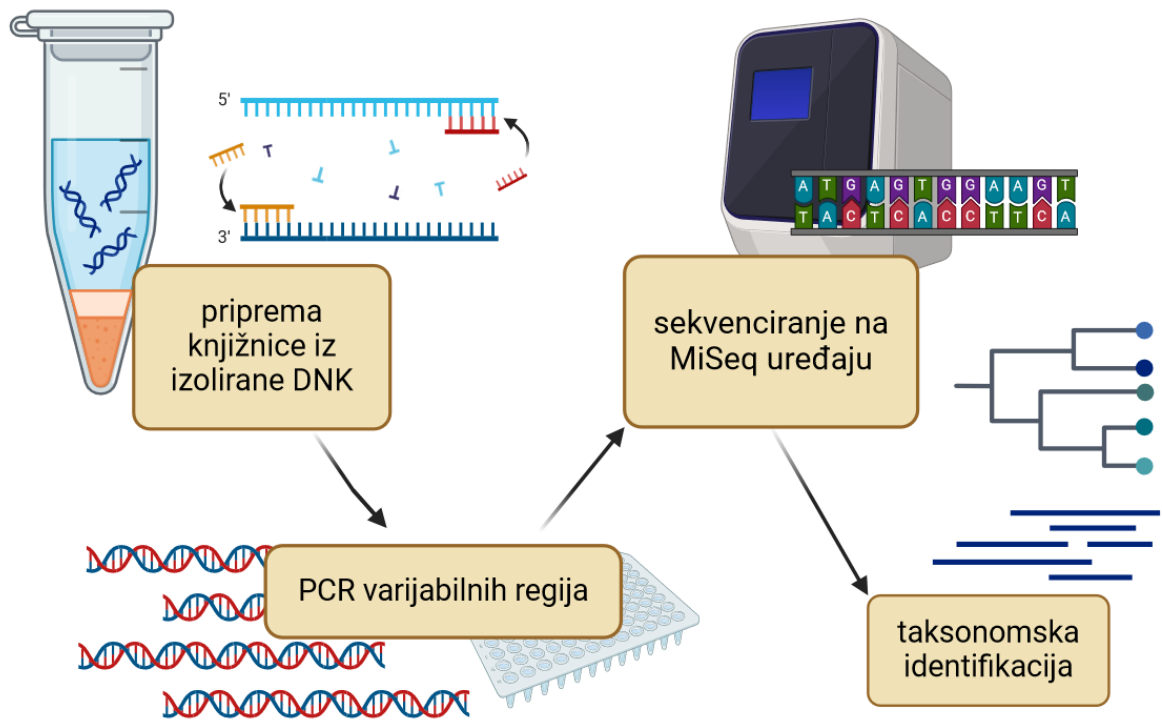 5'
3'
T
T
T
T
T
T
priprema
knjižnice iz
izolirane DNK
PCR varijabilnih regija
A T G A G T G G A A G T
T A C T C A C C T T C A
sekvenciranje na
MiSeq uređaju
taksonomska
identifikacija